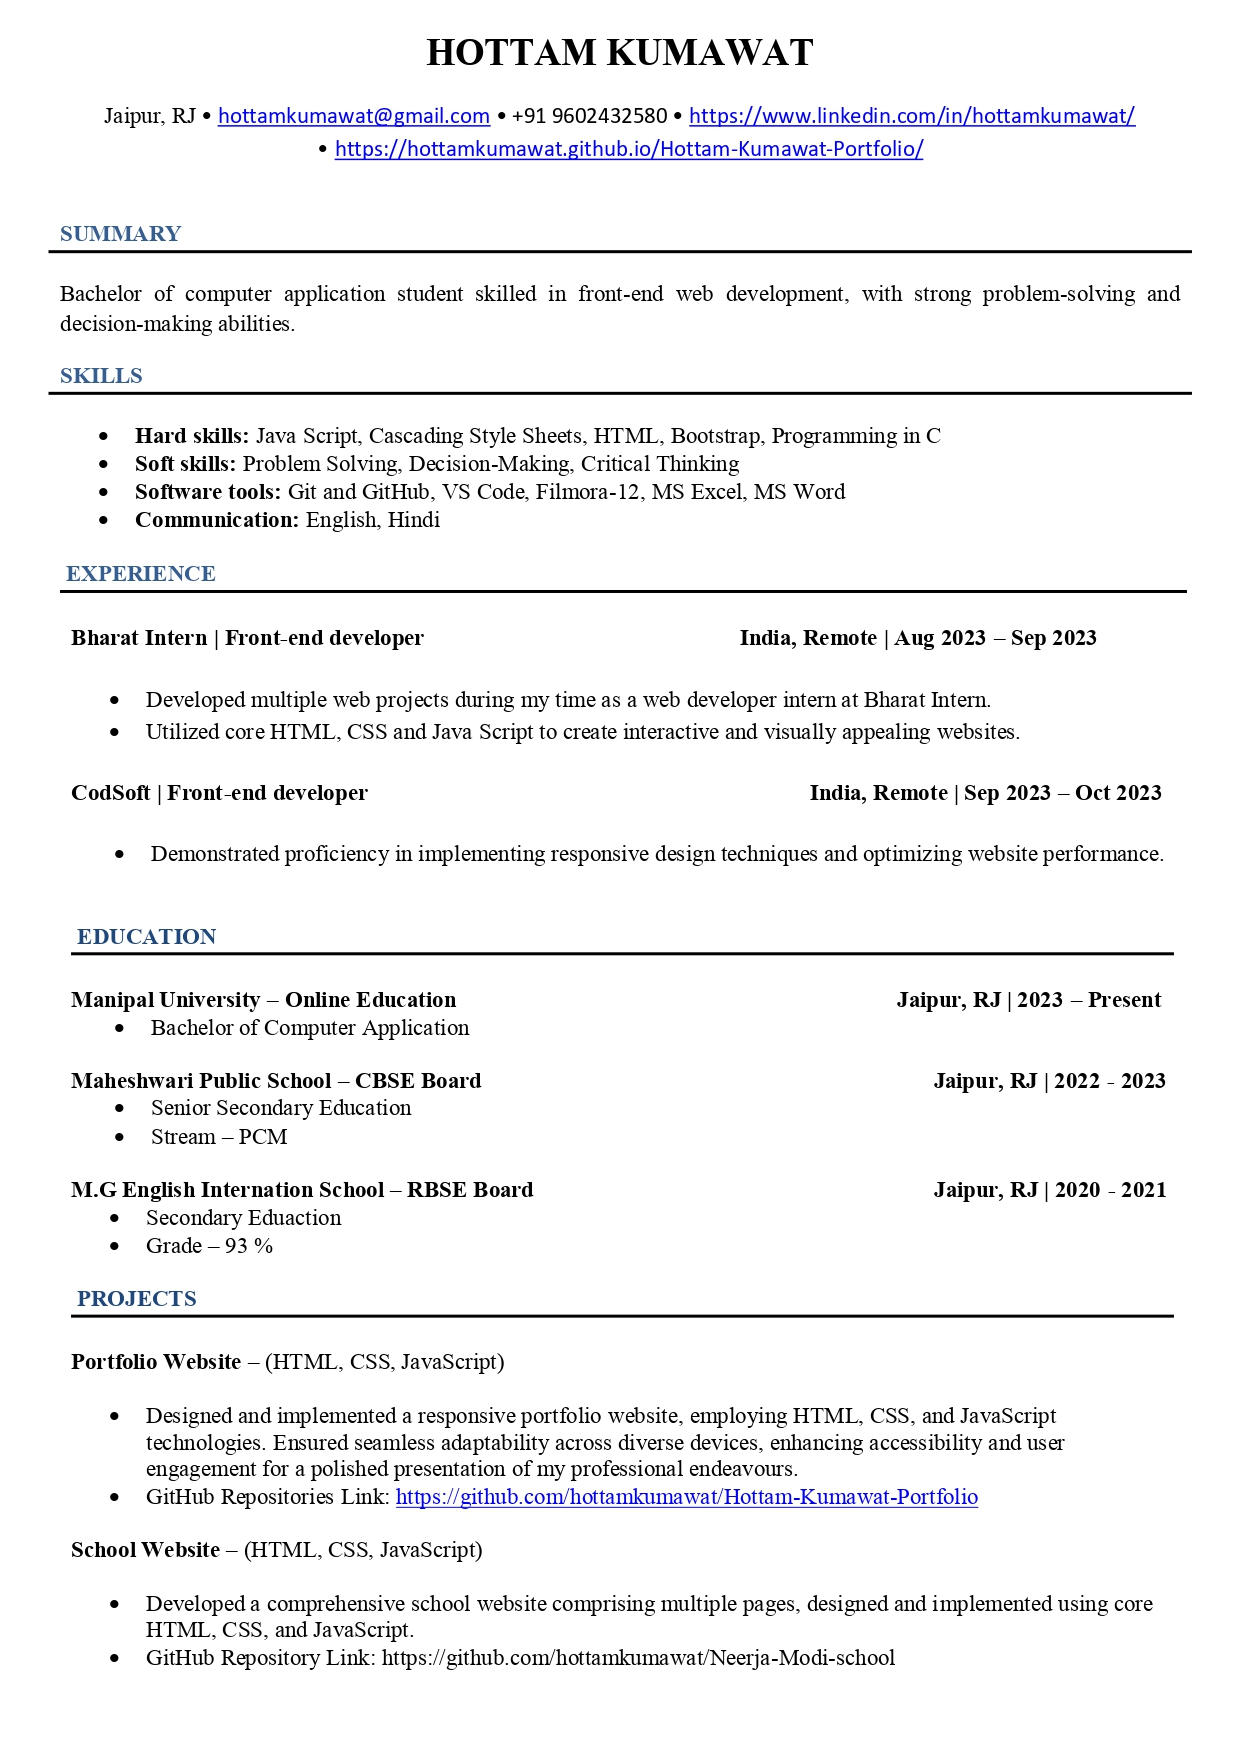 HOTTAM KUMAWAT
Jaipur, RJ • hottamkumawat@gmail.com • +91 9602432580 • https://www.linkedin.com/in/hottamkumawat/
• https://hottamkumawat.github.io/Hottam-Kumawat-Portfolio/
SUMMARY
Bachelor of computer application student skilled in front-end web development, with strong problem-solving and
decision-making abilities.
SKILLS
• Hard skills: Java Script, Cascading Style Sheets, HTML, Bootstrap, Programming in C
• Soft skills: Problem Solving, Decision-Making, Critical Thinking
• Software tools: Git and GitHub, VS Code, Filmora-12, MS Excel, MS Word
• Communication: English, Hindi
EXPERIENCE
Bharat Intern | Front-end developer India, Remote | Aug 2023 – Sep 2023
• Developed multiple web projects during my time as a web developer intern at Bharat Intern.
• Utilized core HTML, CSS and Java Script to create interactive and visually appealing websites.
CodSoft | Front-end developer India, Remote | Sep 2023 – Oct 2023
• Demonstrated proficiency in implementing responsive design techniques and optimizing website performance.
EDUCATION
Manipal University – Online Education Jaipur, RJ | 2023 – Present
• Bachelor of Computer Application
Maheshwari Public School – CBSE Board Jaipur, RJ | 2022 - 2023
• Senior Secondary Education
• Stream – PCM
M.G English Internation School – RBSE Board Jaipur, RJ | 2020 - 2021
• Secondary Eduaction
• Grade – 93 %
PROJECTS
Portfolio Website – (HTML, CSS, JavaScript)
• Designed and implemented a responsive portfolio website, employing HTML, CSS, and JavaScript
technologies. Ensured seamless adaptability across diverse devices, enhancing accessibility and user
engagement for a polished presentation of my professional endeavours.
• GitHub Repositories Link: https://github.com/hottamkumawat/Hottam-Kumawat-Portfolio
School Website – (HTML, CSS, JavaScript)
• Developed a comprehensive school website comprising multiple pages, designed and implemented using core
HTML, CSS, and JavaScript.
• GitHub Repository Link: https://github.com/hottamkumawat/Neerja-Modi-school